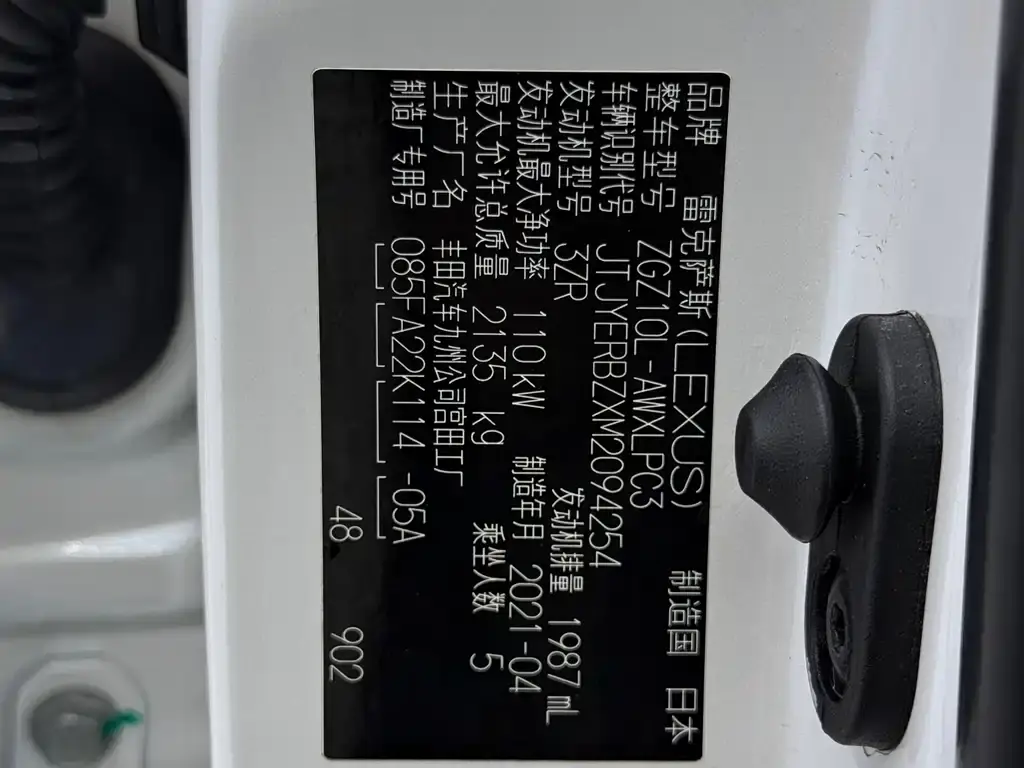 品牌 雷克萨斯(LEXUS) 制造国 日本
整车型号 ZGZ10L-AWXLPC3
车辆识别代号 JTJYERBZXM2094254
发动机型号 3ZR 发动机排量 1987 mL
发动机最大净功率 110 kW 制造年月 2021-04
最大允许总质量 2135 kg 乘坐人数 5
生产厂名 丰田汽车九州公司宫田工厂
制造厂专用号 085FA22K114-05A
48 902